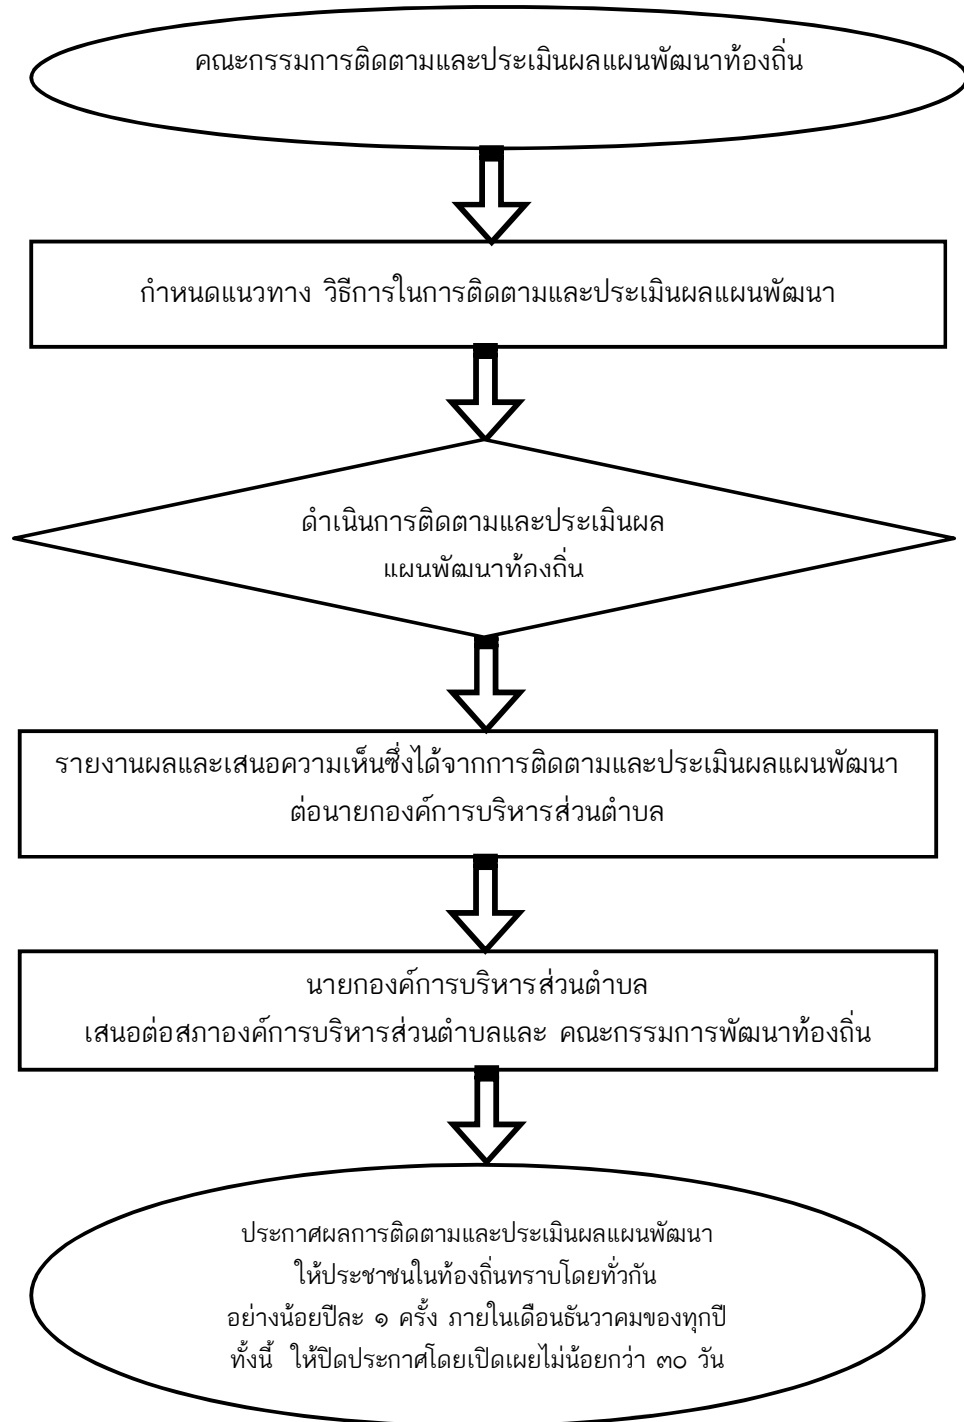 คณะกรรมการติดตามและประเมินผลแผนพัฒนาท้องถิ่น
กำหนดแนวทาง วิธีการในการติดตามและประเมินผลแผนพัฒนา
ดำเนินการติดตามและประเมินผล
แผนพัฒนาท้องถิ่น
รายงานผลและเสนอความเห็นซึ่งได้จากการติดตามและประเมินผลแผนพัฒนา
ต่อนายกองค์การบริหารส่วนตำบล
นายกองค์การบริหารส่วนตำบล
เสนอต่อสภาองค์การบริหารส่วนตำบลและ คณะกรรมการพัฒนาท้องถิ่น
ประกาศผลการติดตามและประเมินผลแผนพัฒนา
ให้ประชาชนในท้องถิ่นทราบโดยทั่วกัน
อย่างน้อยปีละ ๑ ครั้ง ภายในเดือนธันวาคมของทุกปี
ทั้งนี้ ให้ปิดประกาศโดยเปิดเผยไม่น้อยกว่า ๓๐ วัน